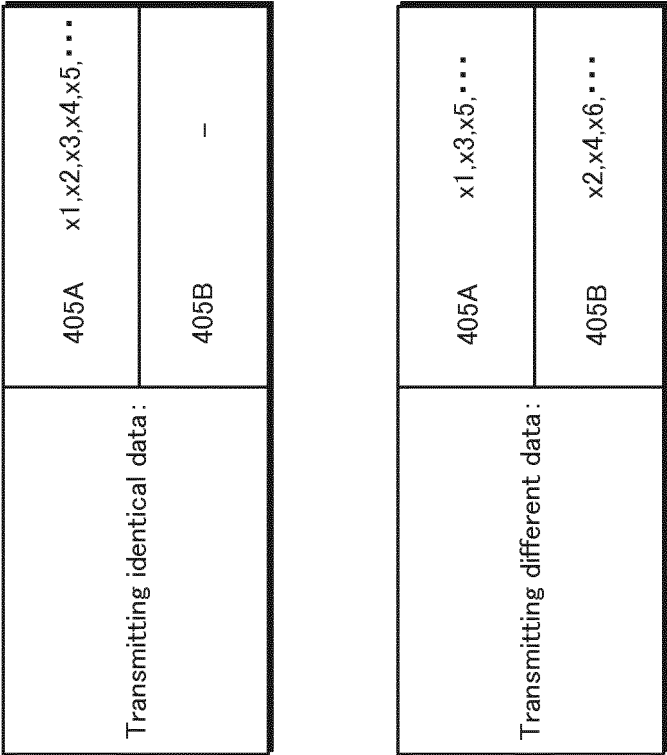 Transmitting identical data:
405A x1,x2,x3,x4,x5,▪▪▪
405B −
Transmitting different data:
405A x1,x3,x5,▪▪▪
405B x2,x4,x6,▪▪▪